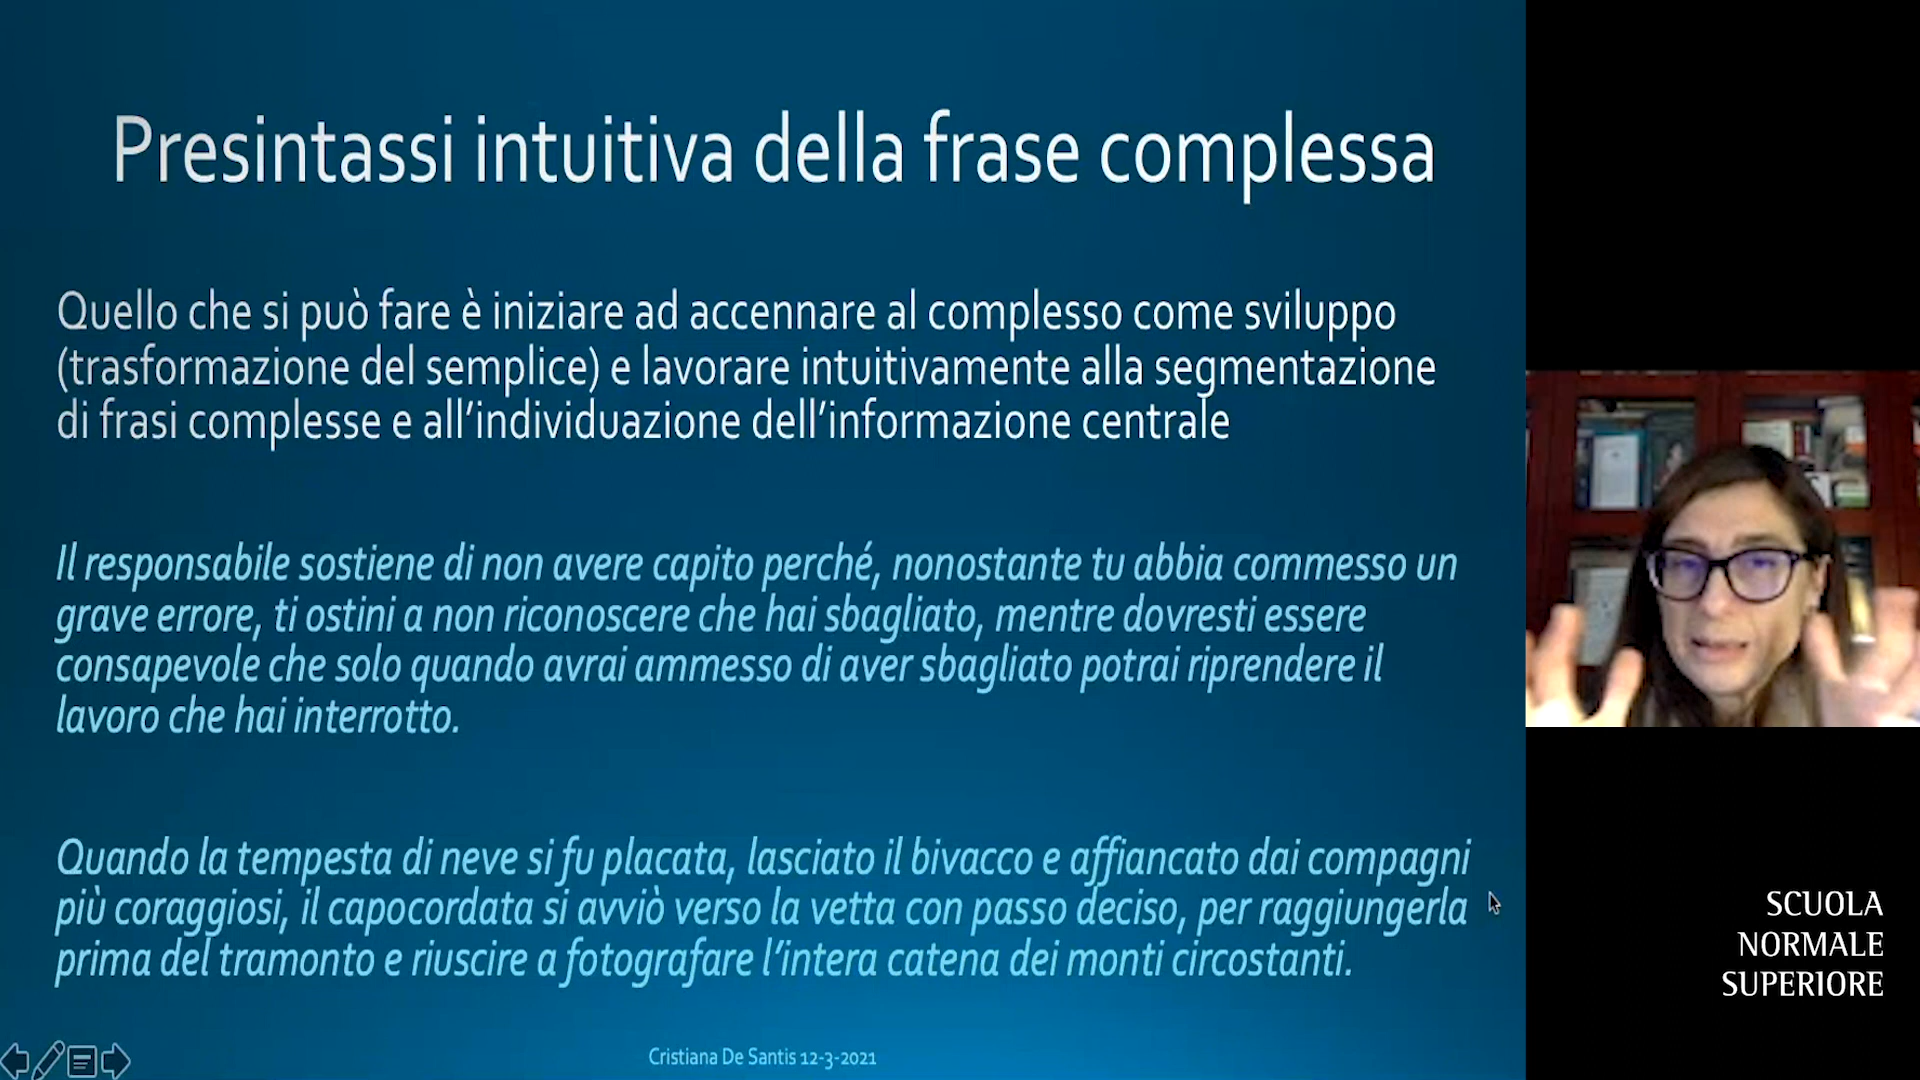 Presintassi intuitiva della frase complessa
Quello che si può fare è iniziare ad accennare al complesso come sviluppo
(trasformazione del semplice) e lavorare intuitivamente alla segmentazione
di frasi complesse e all’individuazione dell’informazione centrale
Il responsabile sostiene di non avere capito perché, nonostante tu abbia commesso un
grave errore, ti ostini a non riconoscere che hai sbagliato, mentre dovresti essere
consapevole che solo quando avrai ammesso di aver sbagliato potrai riprendere il
lavoro che hai interrotto.
Quando la tempesta di neve si fu placata, lasciato il bivacco e affiancato dai compagni
più coraggiosi, il capocordata si avviò verso la vetta con passo deciso, per raggiungerla
prima del tramonto e riuscire a fotografare l’intera catena dei monti circostanti.
Cristiana De Santis 12-3-2021
SCUOLA
NORMALE
SUPERIORE